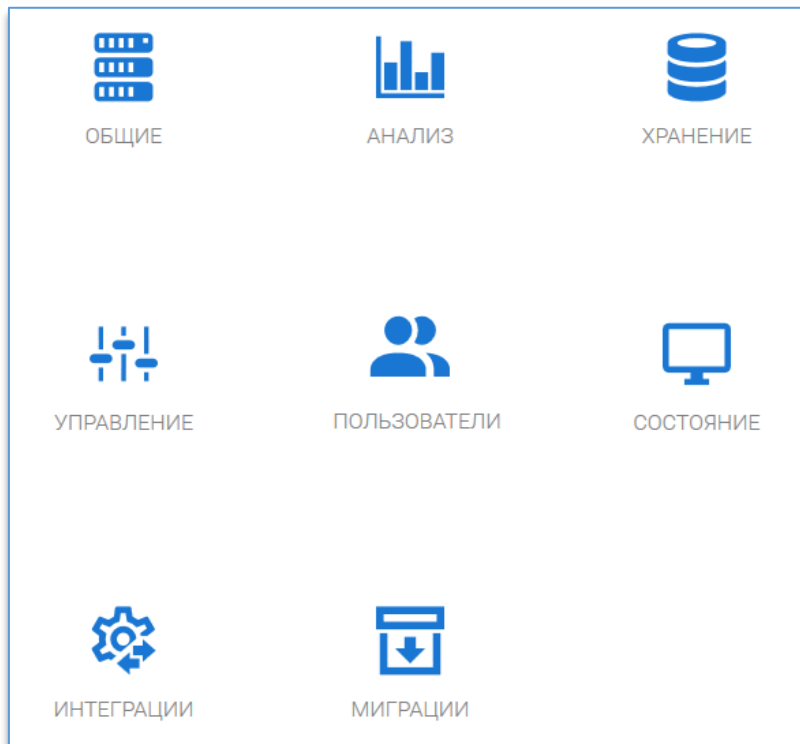 ОБЩИЕ
АНАЛИЗ
ХРАНЕНИЕ
УПРАВЛЕНИЕ
ПОЛЬЗОВАТЕЛИ
СОСТОЯНИЕ
ИНТЕГРАЦИИ
МИГРАЦИИ